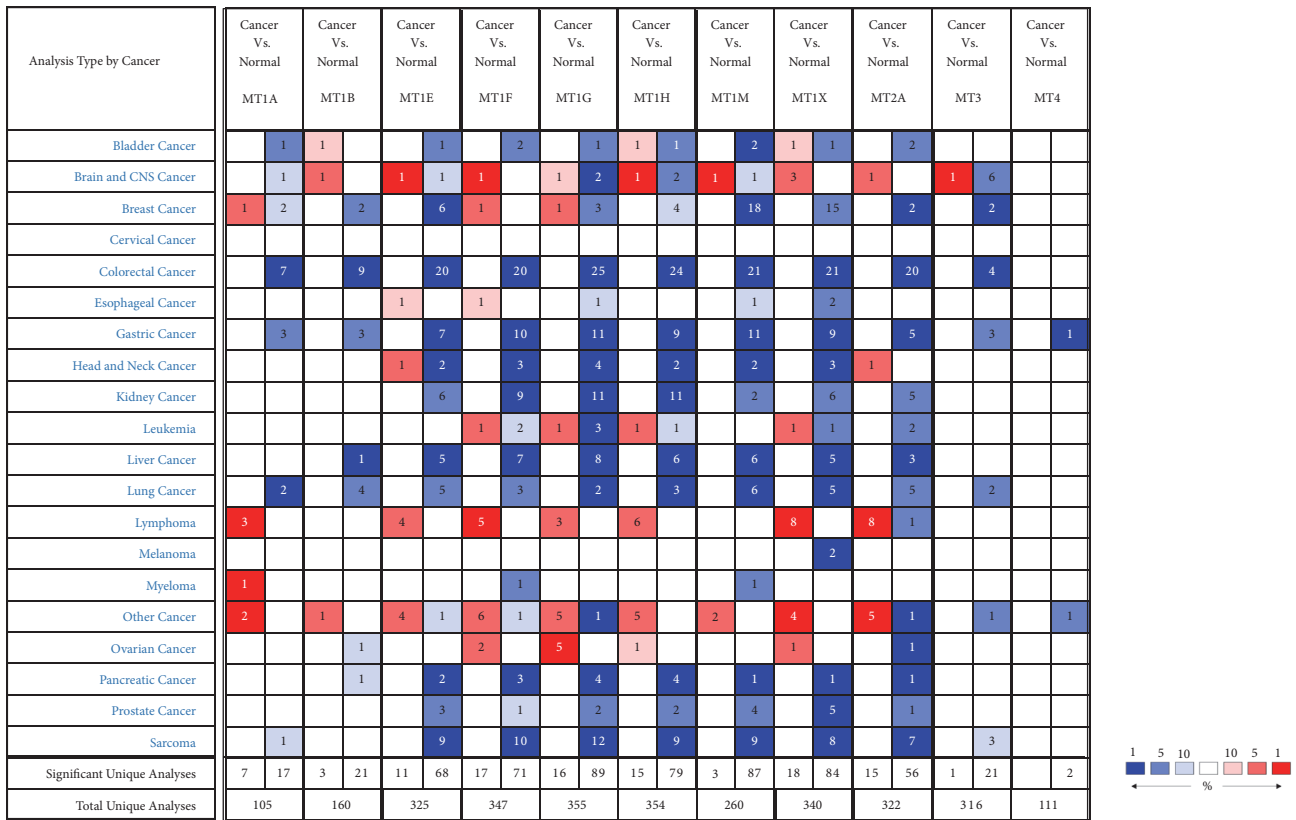 Analysis Type by Cancer
Cancer Cancer Cancer Cancer Cancer Cancer Cancer Cancer Cancer Cancer Cancer
Vs. Vs. Vs. Vs. Vs. Vs. Vs. Vs. Vs. Vs. Vs.
Normal Normal Normal Normal Normal Normal Normal Normal Normal Normal Normal
MT1A MT1B MT1E MT1F MT1G MT1H MT1M MT1X MT2A MT3 MT4
Bladder Cancer 1 1 1 2 1 1 1 2 1 1 2
Brain and CNS Cancer 1 1 1 1 1 1 2 1 2 1 1 3 1 1 6
Breast Cancer 1 2 2 6 1 1 3 4 18 15 2 2
Cervical Cancer
Colorectal Cancer 7 9 20 20 25 24 21 21 20 4
Esophageal Cancer 1 1 1 1 2
Gastric Cancer 3 3 7 10 11 9 11 9 5 3 1
Head and Neck Cancer 1 2 3 4 2 2 3 1
Kidney Cancer 6 9 11 11 2 6 5
Leukemia 1 2 1 3 1 1 1 1 2
Liver Cancer 1 5 7 8 6 6 5 3
Lung Cancer 2 4 5 3 2 3 6 5 5 2
Lymphoma 3 4 5 3 6 8 8 1
Melanoma 2
Myeloma 1 1 1
Other Cancer 2 1 4 1 6 1 5 1 5 2 4 5 1 1 1
Ovarian Cancer 1 2 5 1 1 1
Pancreatic Cancer 1 2 3 4 4 1 1 1
Prostate Cancer 3 1 2 2 4 5 1
Sarcoma 1 9 10 12 9 9 8 7 3
Significant Unique Analyses 7 17 3 21 11 68 17 71 16 89 15 79 3 87 18 84 15 56 1 21 2
Total Unique Analyses 105 160 325 347 355 354 260 340 322 316 111
1 5 10 10 5 1
%